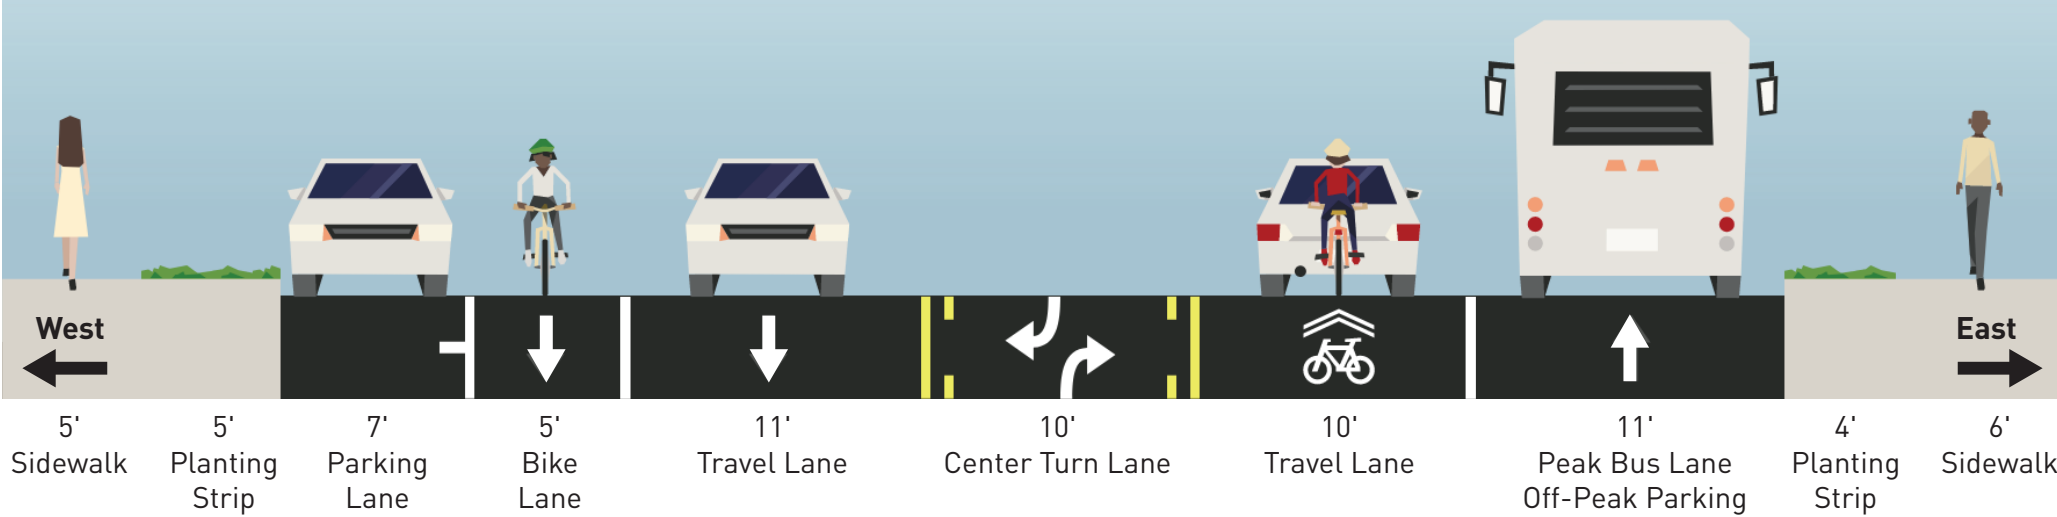 West
East
5'
Sidewalk
5'
Planting
Strip
7'
Parking
Lane
5'
Bike
Lane
11'
Travel Lane
10'
Center Turn Lane
10'
Travel Lane
11'
Peak Bus Lane
Off-Peak Parking
4'
Planting
Strip
6'
Sidewalk